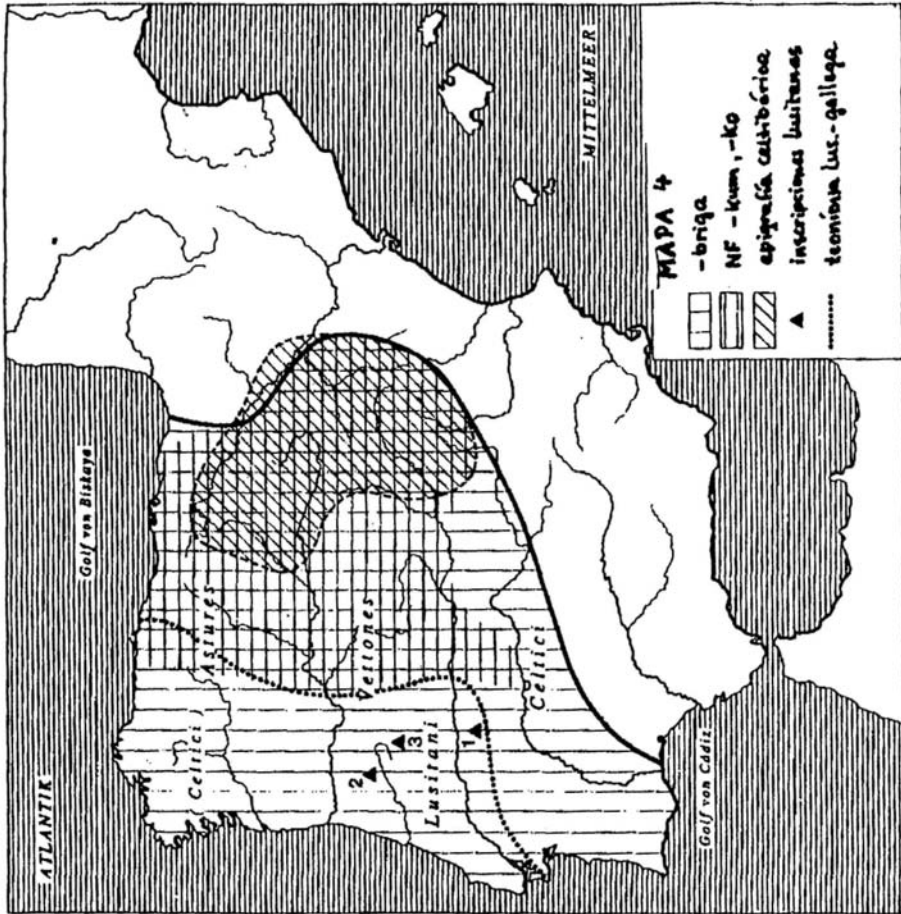 ATLANTIK
Golf von Biskaya
Celtici
Astures
Vettones
2
3
Lusitani
1
Celtici
Golf von Cádiz
MITTELMEER
MAPA 4
-briga
NF -kum, -ko
epigrafía celtibérica
inscripciones lusitanas
teonimia lus.-gallega